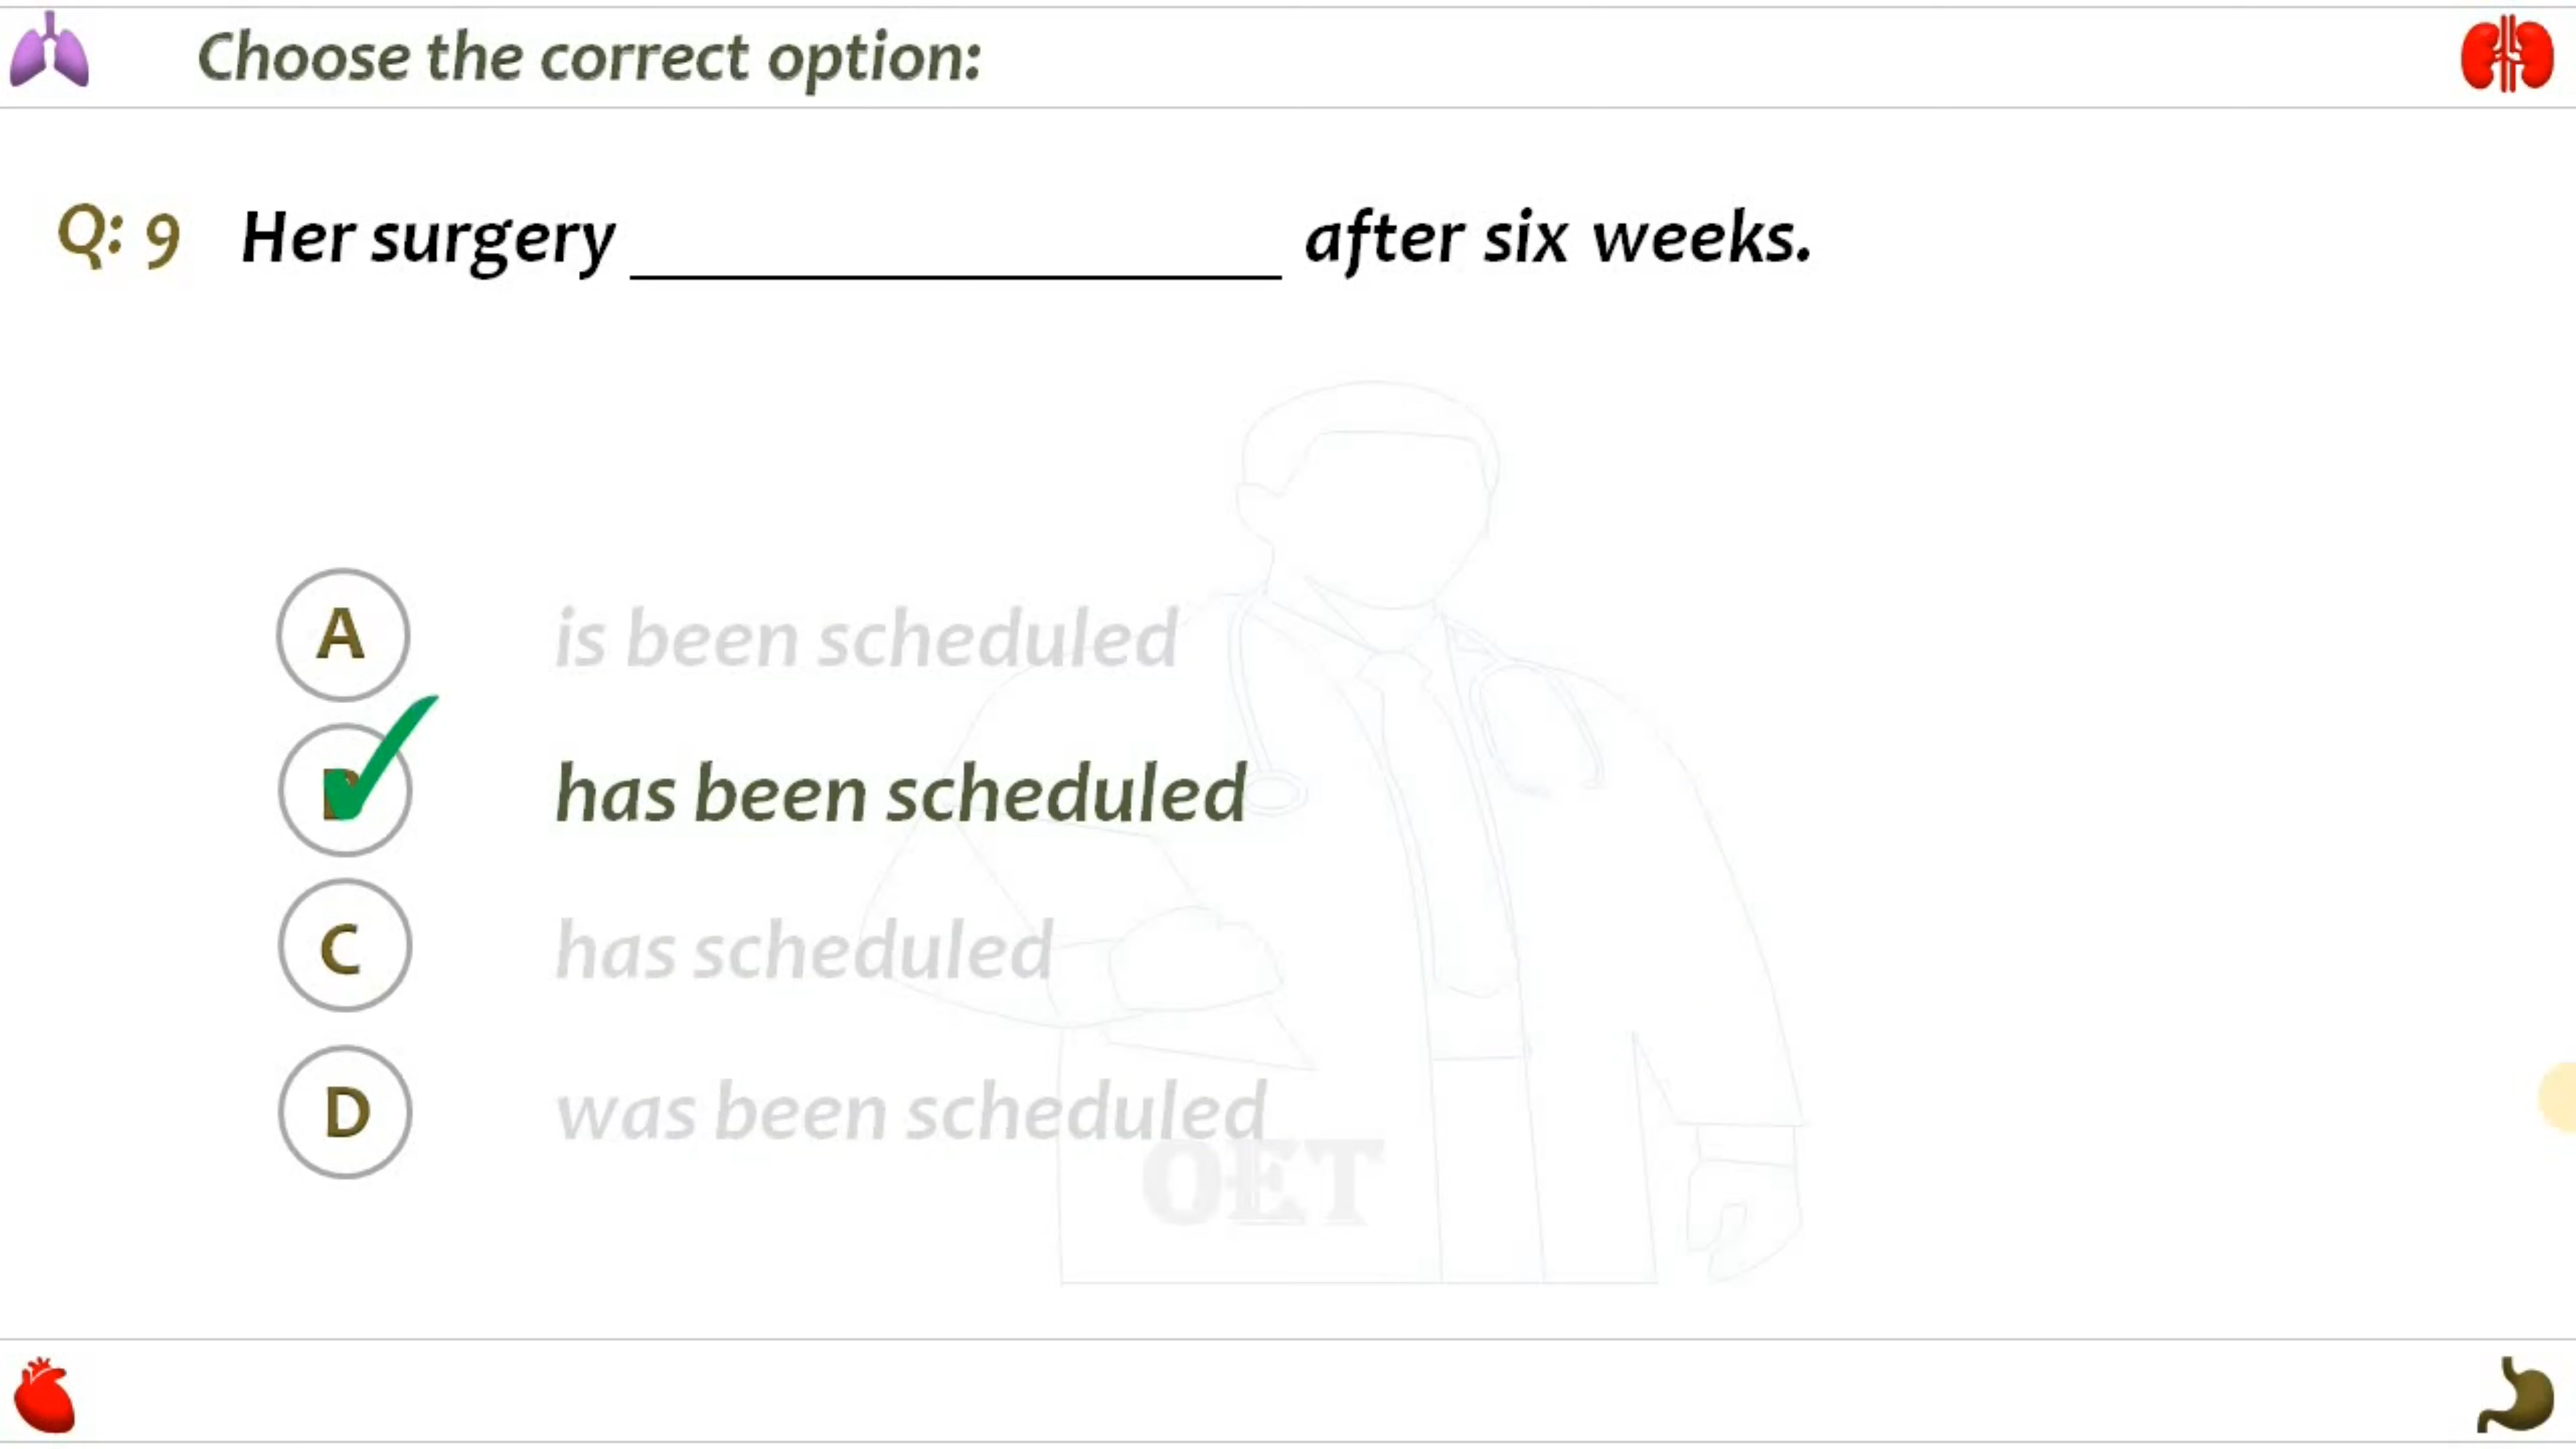 Choose the correct option:
Q: 9 Her surgery ____________________ after six weeks.
A is been scheduled
B has been scheduled
C has scheduled
D was been scheduled
OET